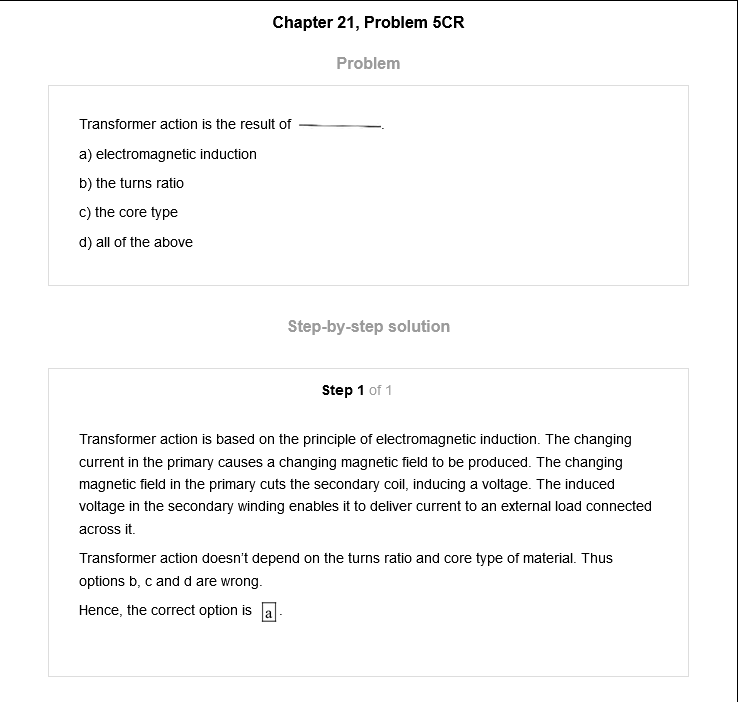 Chapter 21, Problem 5CR
Problem
Transformer action is the result of ________.
a) electromagnetic induction
b) the turns ratio
c) the core type
d) all of the above
Step-by-step solution
Step 1 of 1
Transformer action is based on the principle of electromagnetic induction. The changing
current in the primary causes a changing magnetic field to be produced. The changing
magnetic field in the primary cuts the secondary coil, inducing a voltage. The induced
voltage in the secondary winding enables it to deliver current to an external load connected
across it.
Transformer action doesn't depend on the turns ratio and core type of material. Thus
options b, c and d are wrong.
Hence, the correct option is a.